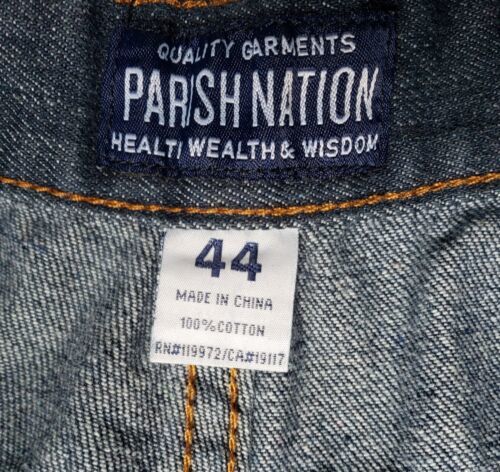 QUALITY GARMENTS
PARISH NATION
HEALTH WEALTH & WISDOM
44
MADE IN CHINA
100% COTTON
RN#119972/CA#19117